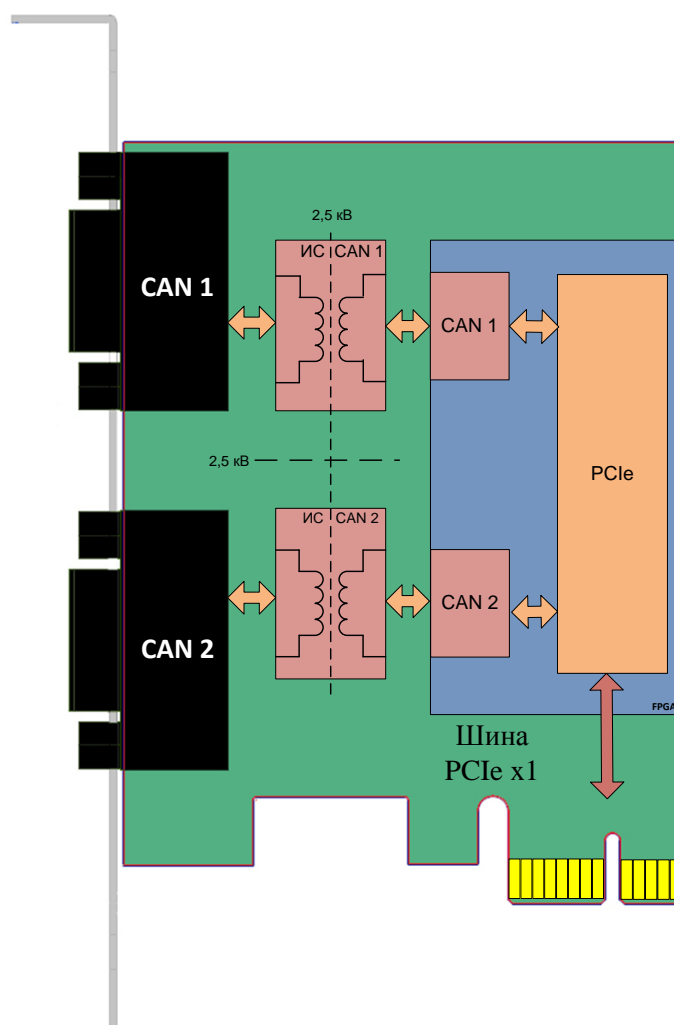 2,5 кВ
ИС CAN 1
CAN 1
CAN 1
PCIe
2,5 кВ
ИС CAN 2
CAN 2
CAN 2
FPGA
Шина
PCIe x1